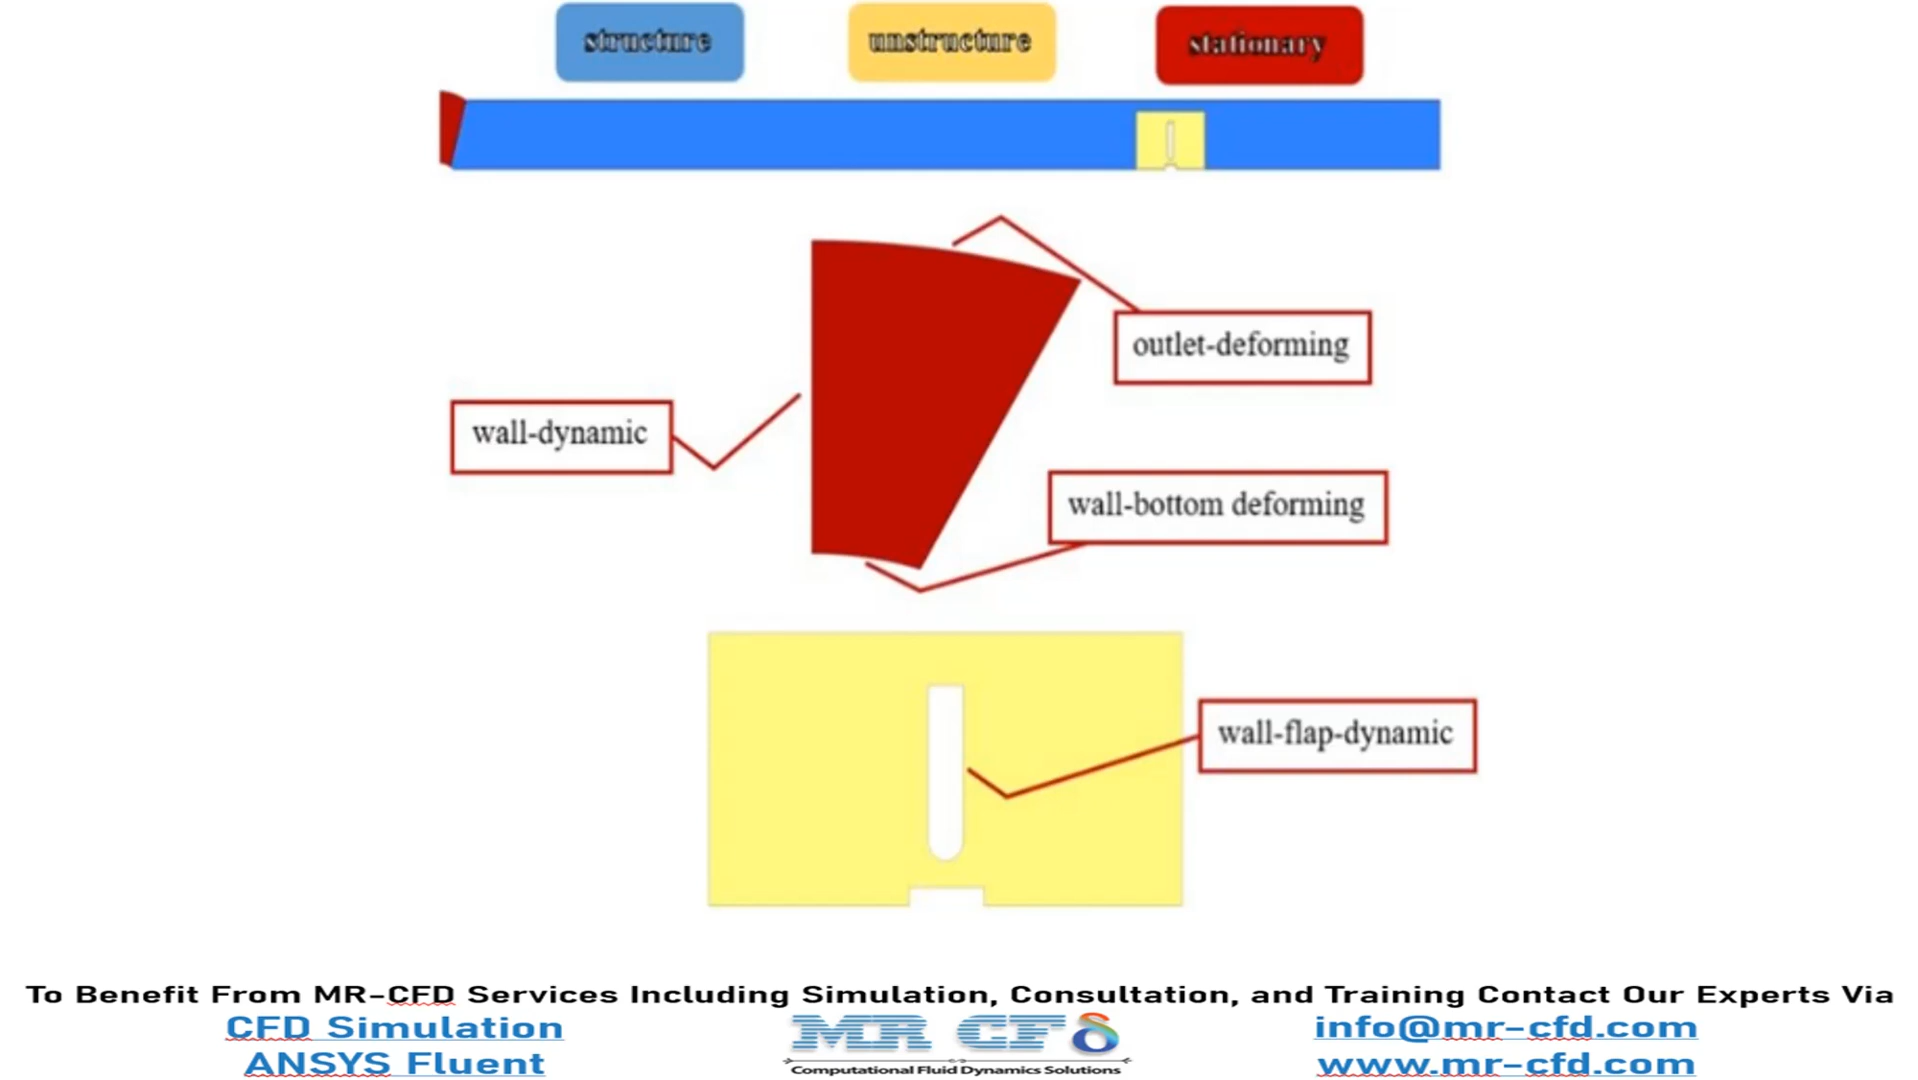 structure
unstructure
stationary
outlet-deforming
wall-dynamic
wall-bottom deforming
wall-flap-dynamic
To Benefit From MR-CFD Services Including Simulation, Consultation, and Training Contact Our Experts Via
CFD Simulation
ANSYS Fluent
MR CFD
Computational Fluid Dynamics Solutions
info@mr-cfd.com
www.mr-cfd.com